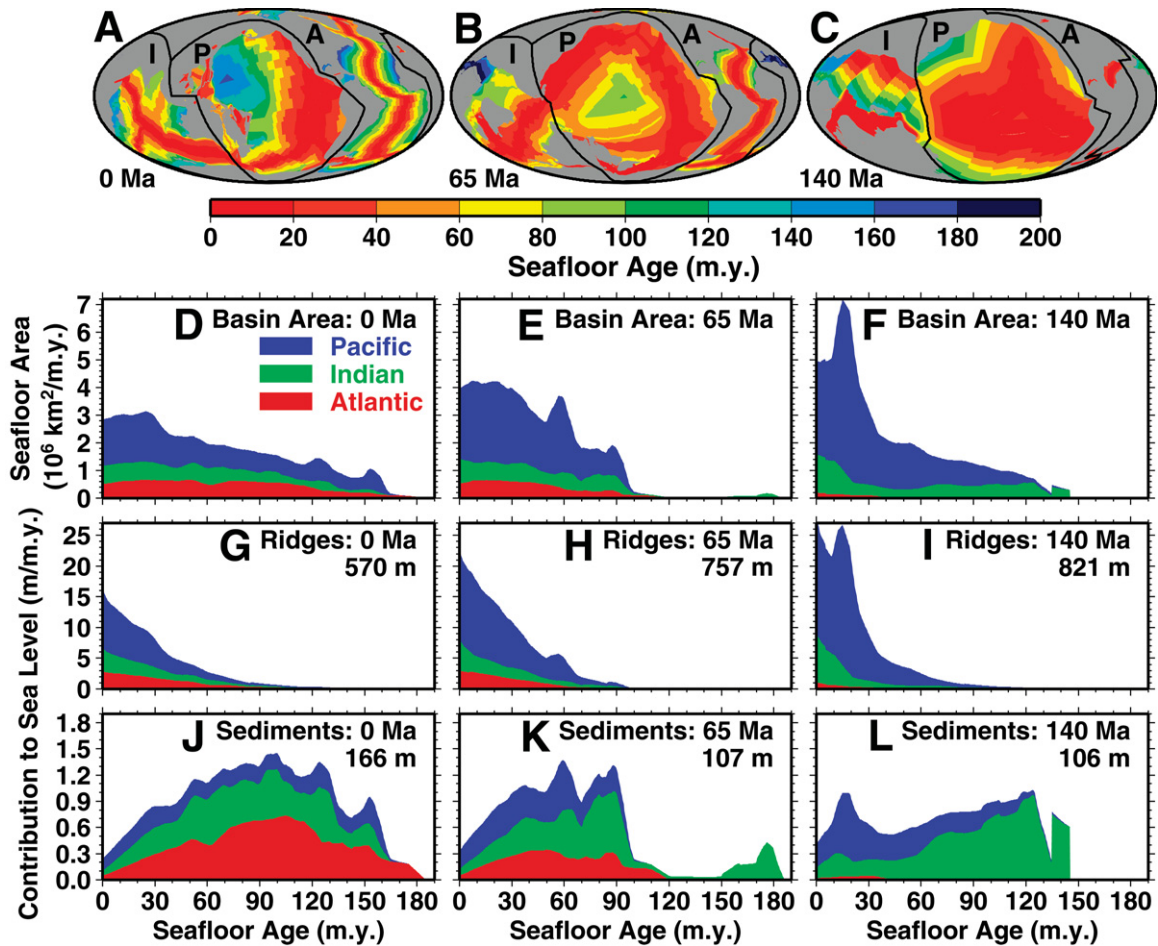 A
I
P
A
0 Ma
B
I
P
A
65 Ma
C
I
P
A
140 Ma
0 20 40 60 80 100 120 140 160 180 200
Seafloor Age (m.y.)
Seafloor Area
(10⁶ km²/m.y.)
7
6
5
4
3
2
1
0
D Basin Area: 0 Ma
Pacific
Indian
Atlantic
E Basin Area: 65 Ma
F Basin Area: 140 Ma
Contribution to Sea Level (m/m.y.)
25
20
15
10
5
0
G Ridges: 0 Ma
570 m
H Ridges: 65 Ma
757 m
I Ridges: 140 Ma
821 m
1.8
1.5
1.2
0.9
0.6
0.3
0.0
J Sediments: 0 Ma
166 m
K Sediments: 65 Ma
107 m
L Sediments: 140 Ma
106 m
0 30 60 90 120 150 180
0 30 60 90 120 150 180
0 30 60 90 120 150 180
Seafloor Age (m.y.)
Seafloor Age (m.y.)
Seafloor Age (m.y.)